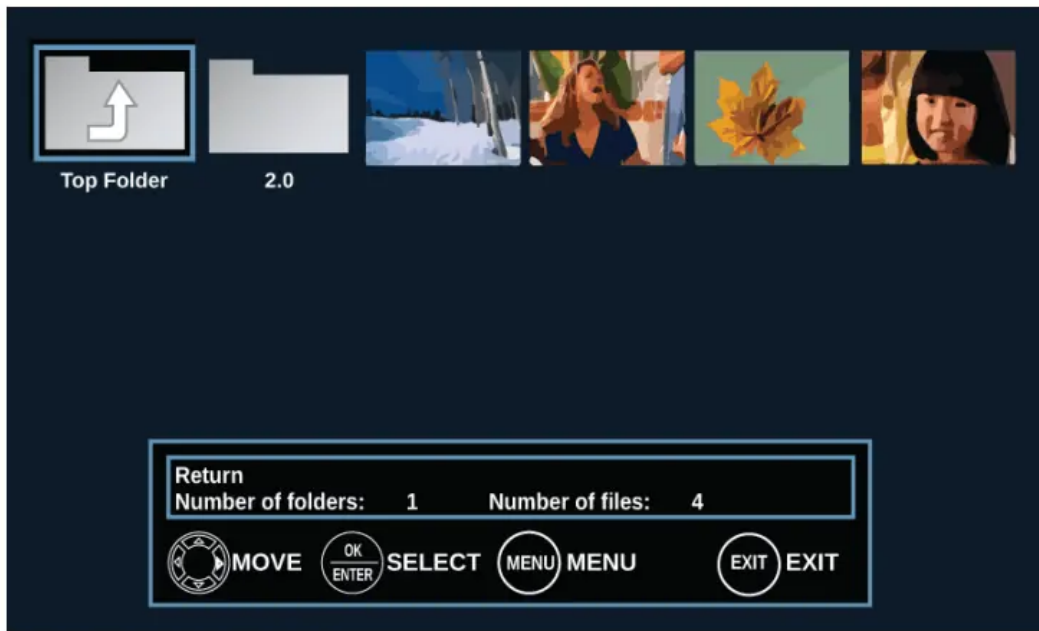 Top Folder
2.0
Return
Number of folders: 1 Number of files: 4
MOVE OK ENTER SELECT MENU MENU EXIT EXIT